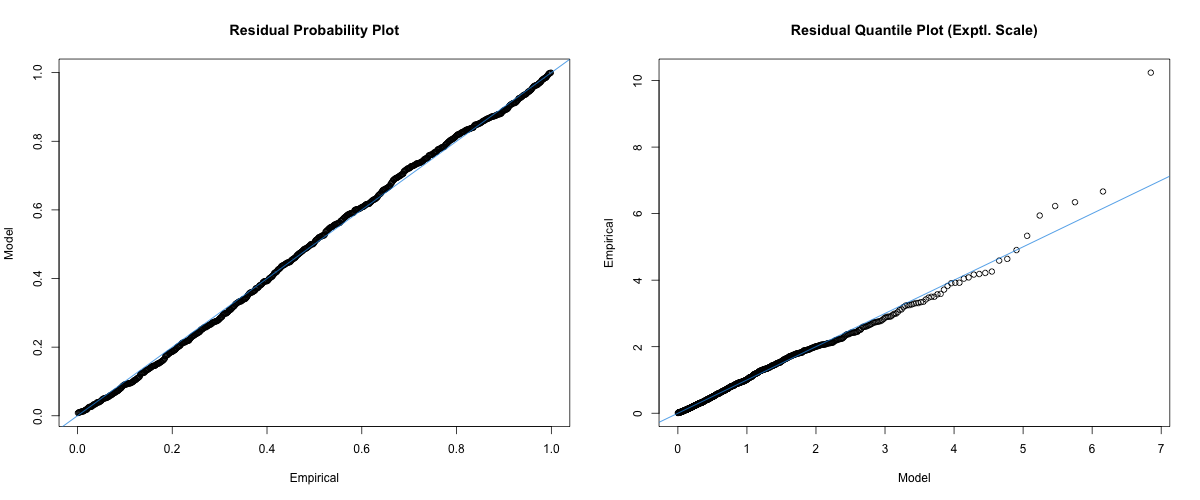 Residual Probability Plot
Model
1.0
0.8
0.6
0.4
0.2
0.0
0.0 0.2 0.4 0.6 0.8 1.0
Empirical
Residual Quantile Plot (Exptl. Scale)
Empirical
10
8
6
4
2
0
0 1 2 3 4 5 6 7
Model